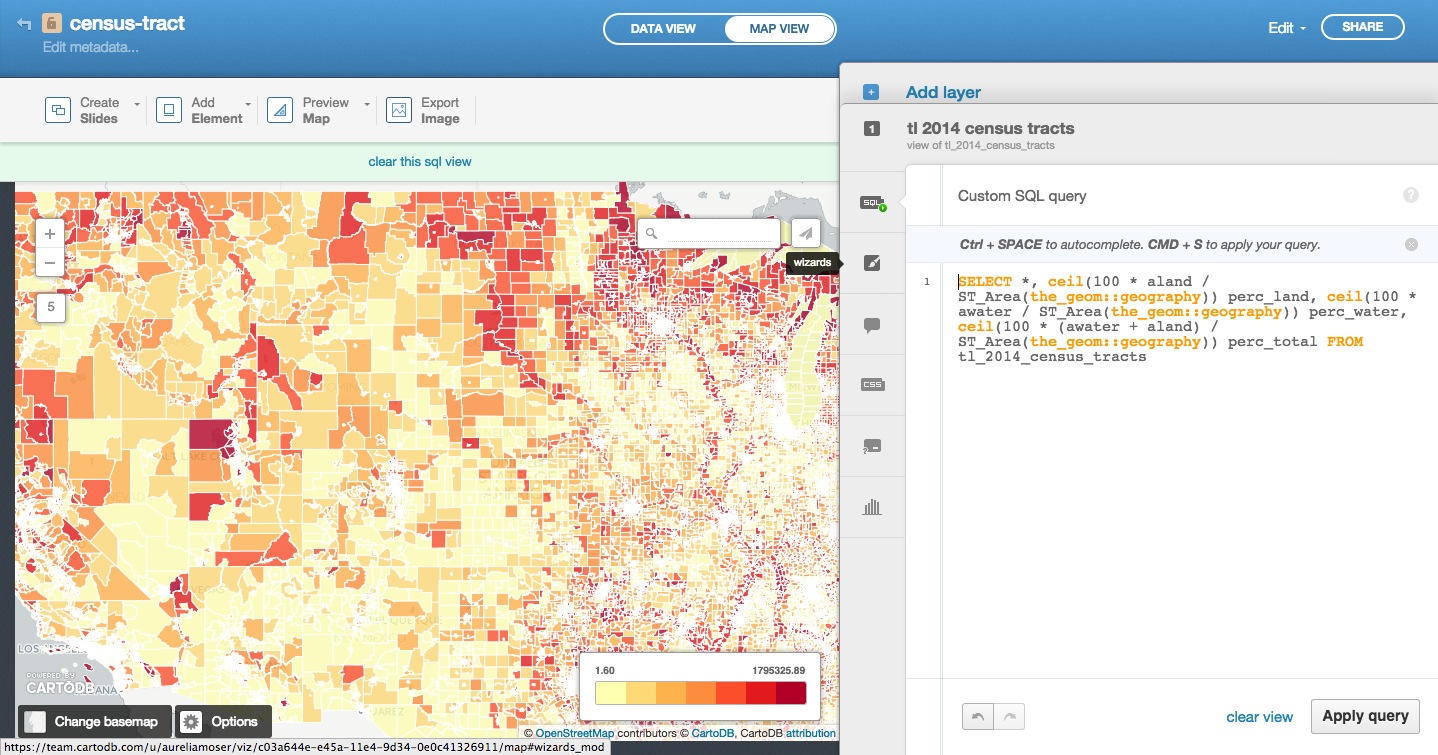 census-tract
Edit metadata...
DATA VIEW
MAP VIEW
Edit
SHARE
Create
Slides
Add
Element
Preview
Map
Export
Image
Add layer
1
tl 2014 census tracts
view of tl_2014_census_tracts
clear this sql view
SQL
Custom SQL query
?
Ctrl + SPACE to autocomplete. CMD + S to apply your query.
+
−
5
wizards
1
SELECT *, ceil(100 * aland /
ST_Area(the_geom::geography)) perc_land, ceil(100 *
awater / ST_Area(the_geom::geography)) perc_water,
ceil(100 * (awater + aland) /
ST_Area(the_geom::geography)) perc_total FROM
tl_2014_census_tracts
CSS
LOS
POWERED BY
CARTODB
ANA
JAREZ
1.60
1795325.89
Change basemap
Options
© OpenStreetMap contributors © CartoDB, CartoDB attribution
clear view
Apply query
https://team.cartodb.com/u/aureliamoser/viz/c03a644e-e45a-11e4-9d34-0e0c41326911/map#wizards_mod